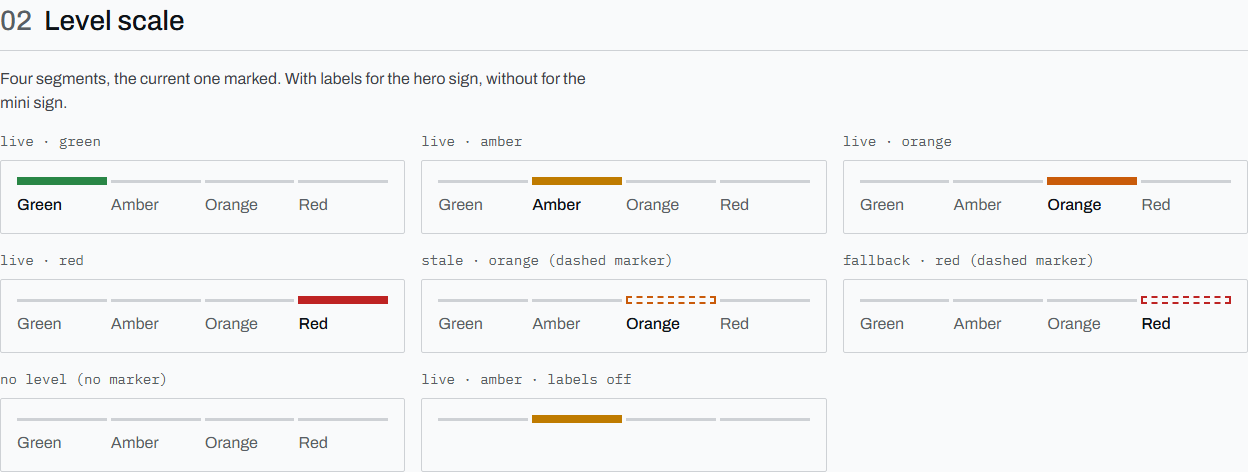 02 Level scale
Four segments, the current one marked. With labels for the hero sign, without for the
mini sign.
live · green
Green Amber Orange Red
live · amber
Green Amber Orange Red
live · orange
Green Amber Orange Red
live · red
Green Amber Orange Red
stale · orange (dashed marker)
Green Amber Orange Red
fallback · red (dashed marker)
Green Amber Orange Red
no level (no marker)
Green Amber Orange Red
live · amber · labels off